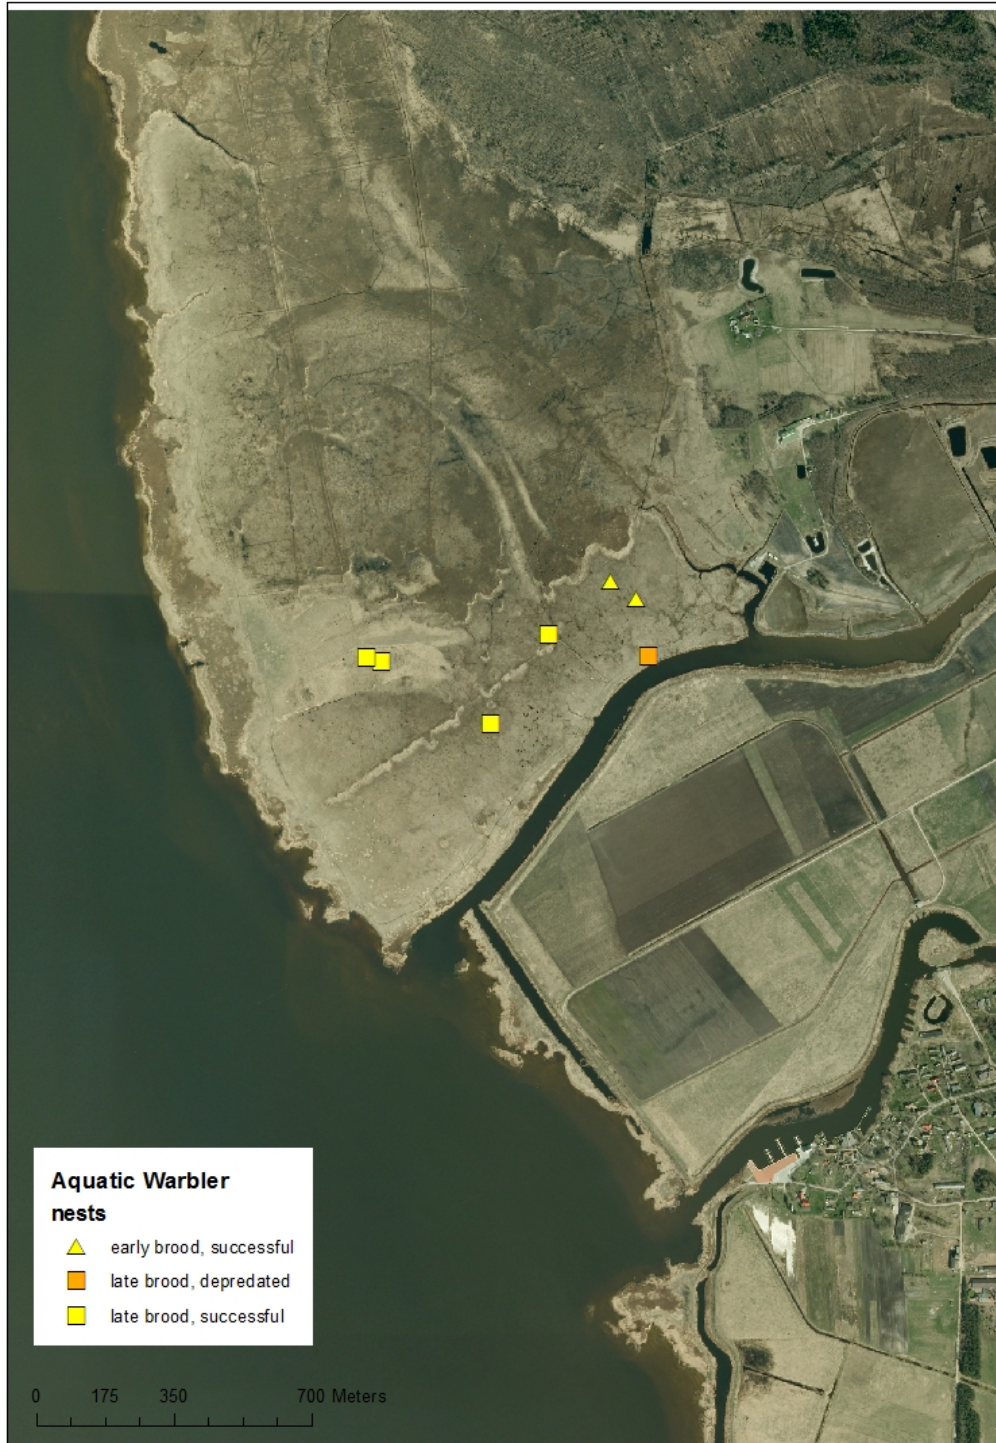 Aquatic Warbler
nests
early brood, successful
late brood, depredated
late brood, successful
0 175 350 700 Meters